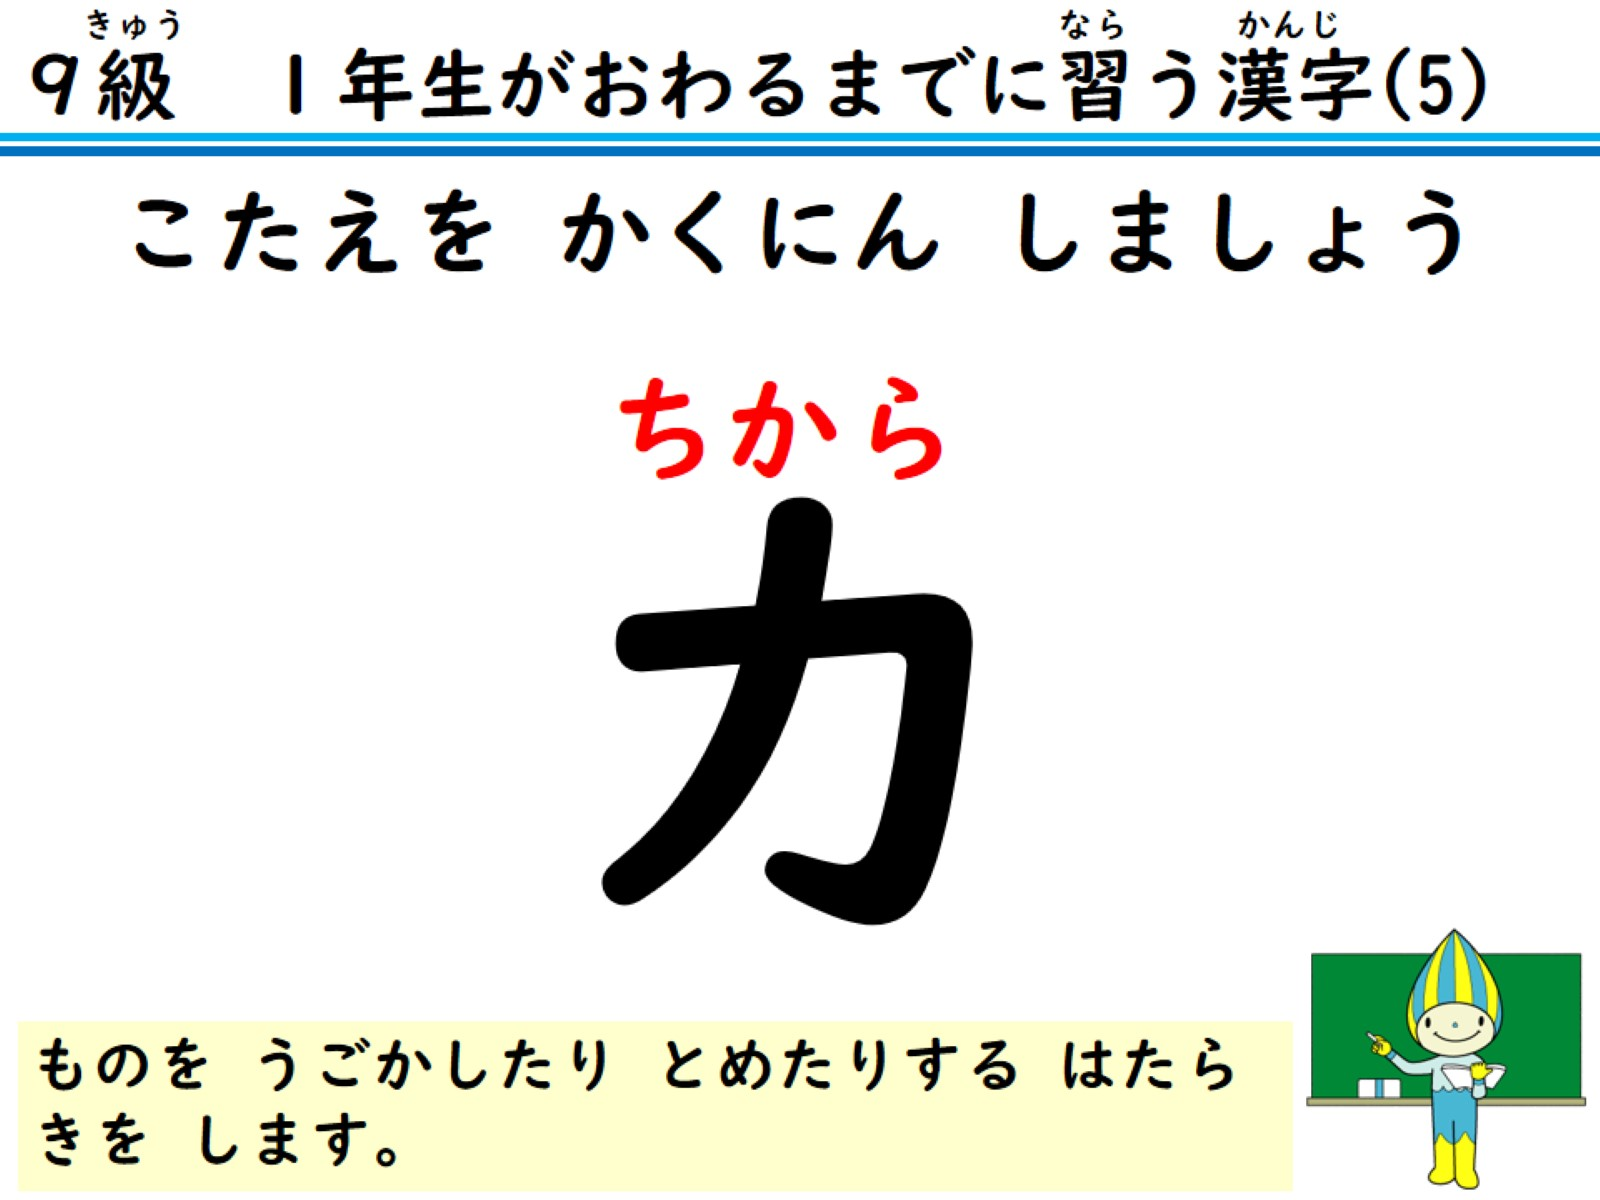 きゅう なら かんじ
9級 1年生がおわるまでに習う漢字(5)
こたえを かくにん しましょう
ちから
力
ものを うごかしたり とめたりする はたら
きを します。